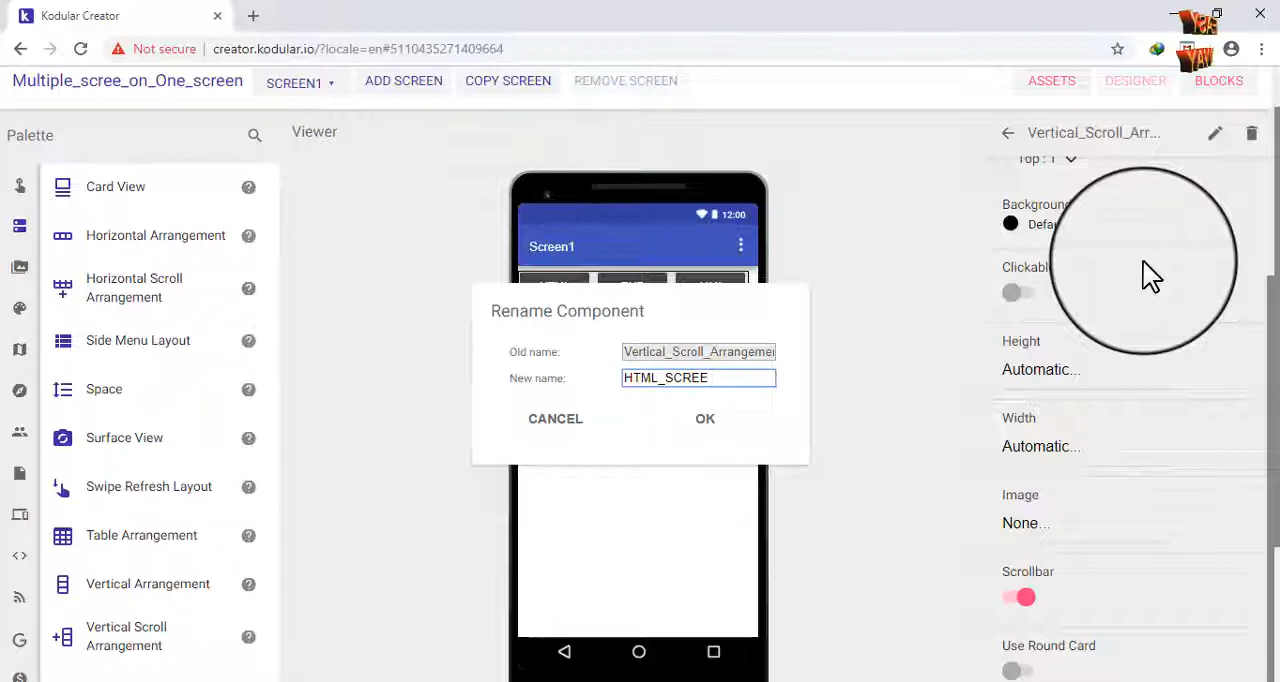 Kodular Creator
Not secure
creator.kodular.io/?locale=en#5110435271409664
Multiple_scree_on_One_screen
SCREEN1
ADD SCREEN
COPY SCREEN
REMOVE SCREEN
ASSETS
DESIGNER
BLOCKS
Palette
Viewer
Vertical_Scroll_Arr...
Card View
Horizontal Arrangement
Horizontal Scroll
Arrangement
Side Menu Layout
Space
Surface View
Swipe Refresh Layout
Table Arrangement
Vertical Arrangement
Vertical Scroll
Arrangement
12:00
Screen1
Rename Component
Old name:
Vertical_Scroll_Arrangemer
New name:
HTML_SCREE
CANCEL
OK
Top : 1
Background
Defau
Clickabl
Height
Automatic...
Width
Automatic...
Image
None...
Scrollbar
Use Round Card